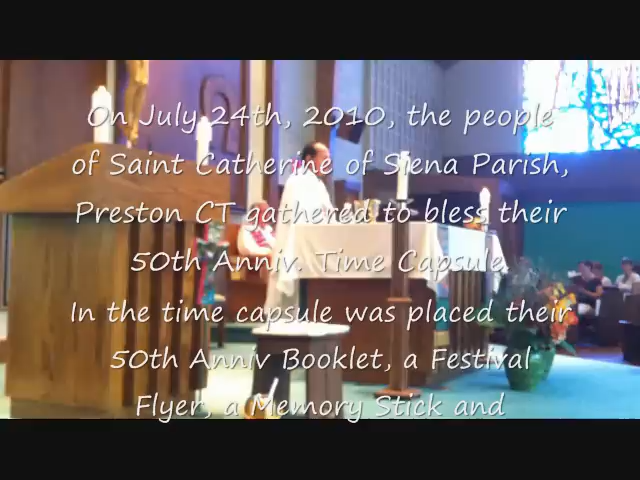 On July 24th, 2010, the people
of Saint Catherine of Siena Parish,
Preston CT gathered to bless their
50th Anniv. Time Capsule.
In the time capsule was placed their
50th Anniv Booklet, a Festival
Flyer, a Memory Stick and